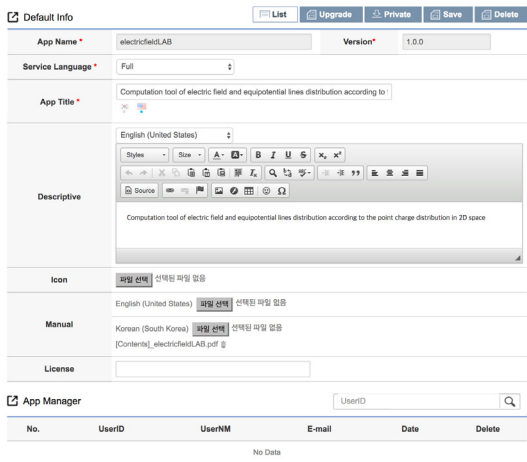 Default Info
List
Upgrade
Private
Save
Delete
App Name *
electricfieldLAB
Version*
1.0.0
Service Language *
Full
App Title *
Computation tool of electric field and equipotential lines distribution according to
Descriptive
English (United States)
Styles
Size
A
A
B I U S x₂ x²
Source
Ω
Computation tool of electric field and equipotential lines distribution according to the point charge distribution in 2D space
Icon
파일 선택 선택된 파일 없음
Manual
English (United States) 파일 선택 선택된 파일 없음
Korean (South Korea) 파일 선택 선택된 파일 없음
[Contents]_electricfieldLAB.pdf
License
App Manager
UserID
No. UserID UserNM E-mail Date Delete
No Data